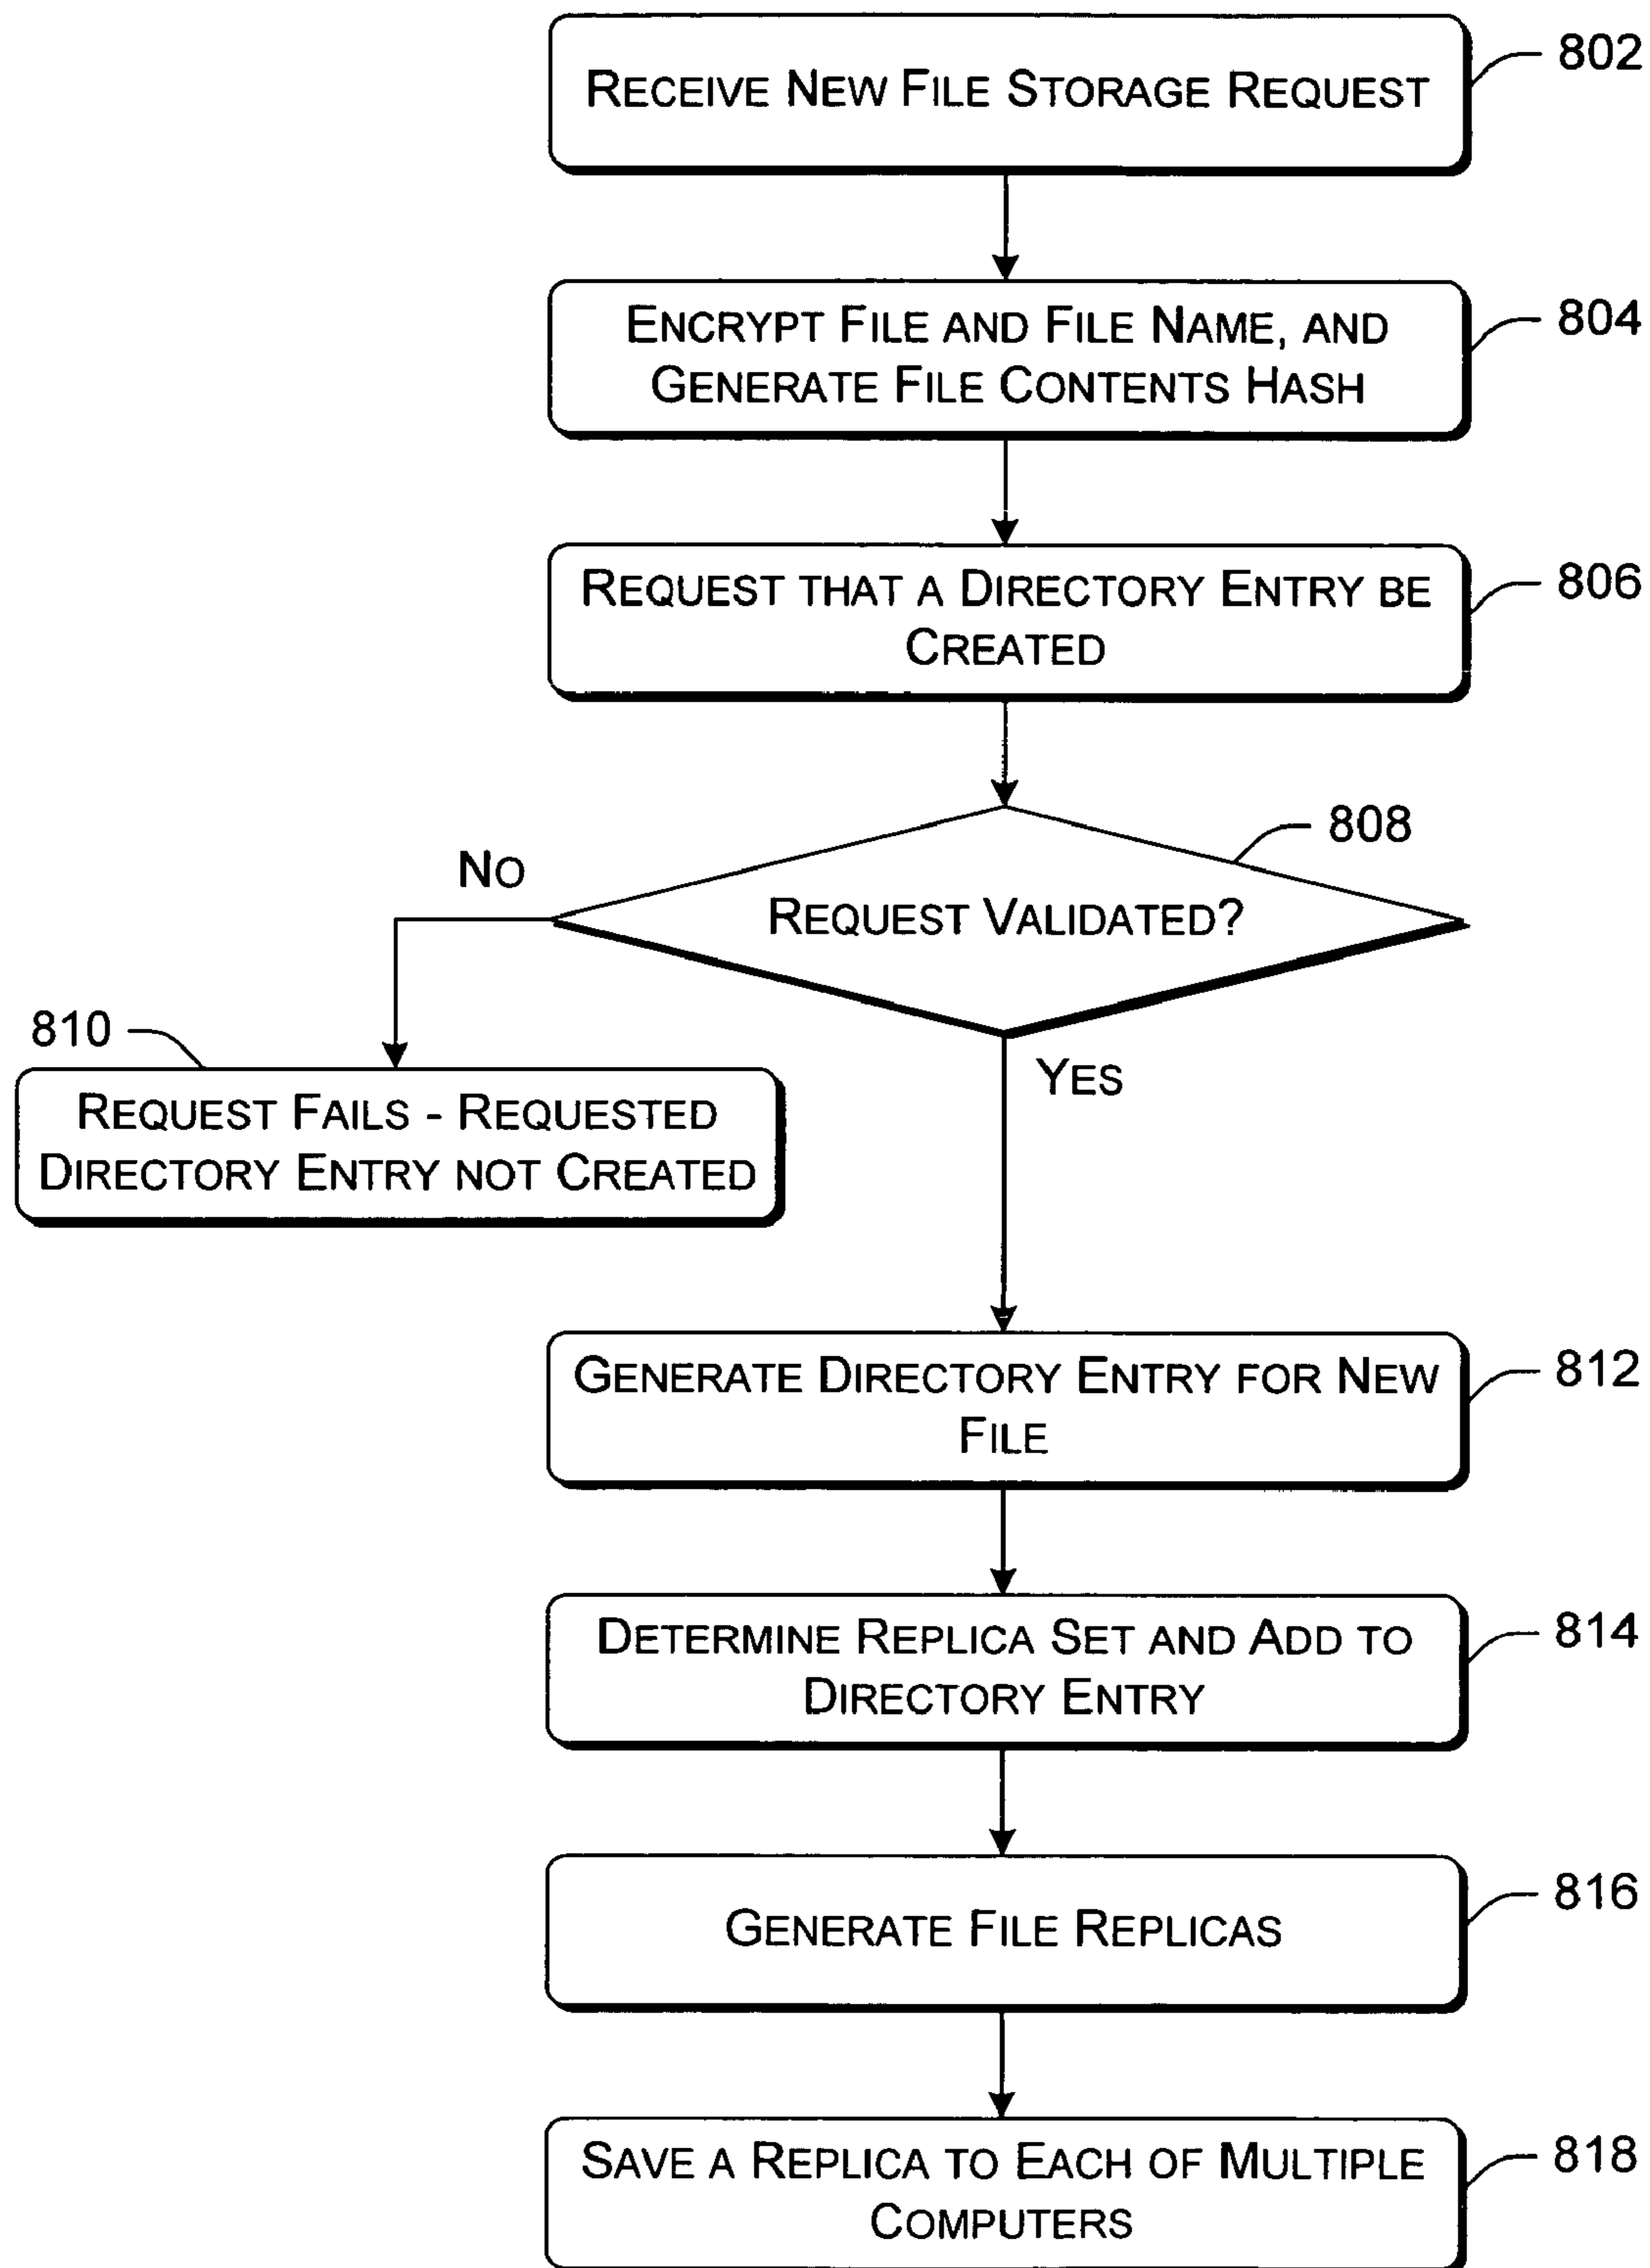 RECEIVE NEW FILE STORAGE REQUEST
802
ENCRYPT FILE AND FILE NAME, AND
GENERATE FILE CONTENTS HASH
804
REQUEST THAT A DIRECTORY ENTRY BE
CREATED
806
808
REQUEST VALIDATED?
NO
YES
810
REQUEST FAILS - REQUESTED
DIRECTORY ENTRY NOT CREATED
GENERATE DIRECTORY ENTRY FOR NEW
FILE
812
DETERMINE REPLICA SET AND ADD TO
DIRECTORY ENTRY
814
GENERATE FILE REPLICAS
816
SAVE A REPLICA TO EACH OF MULTIPLE
COMPUTERS
818